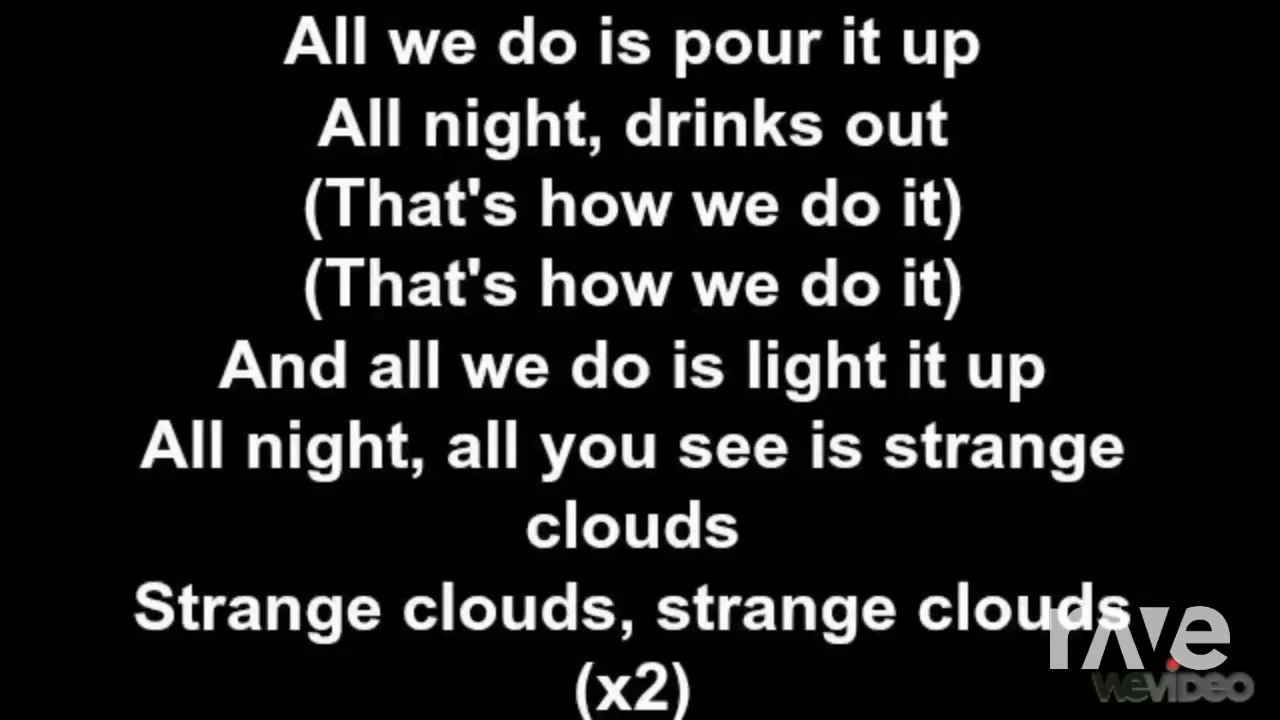 All we do is pour it up
All night, drinks out
(That's how we do it)
(That's how we do it)
And all we do is light it up
All night, all you see is strange
clouds
Strange clouds, strange clouds
(x2)
rave
WEVIDEO